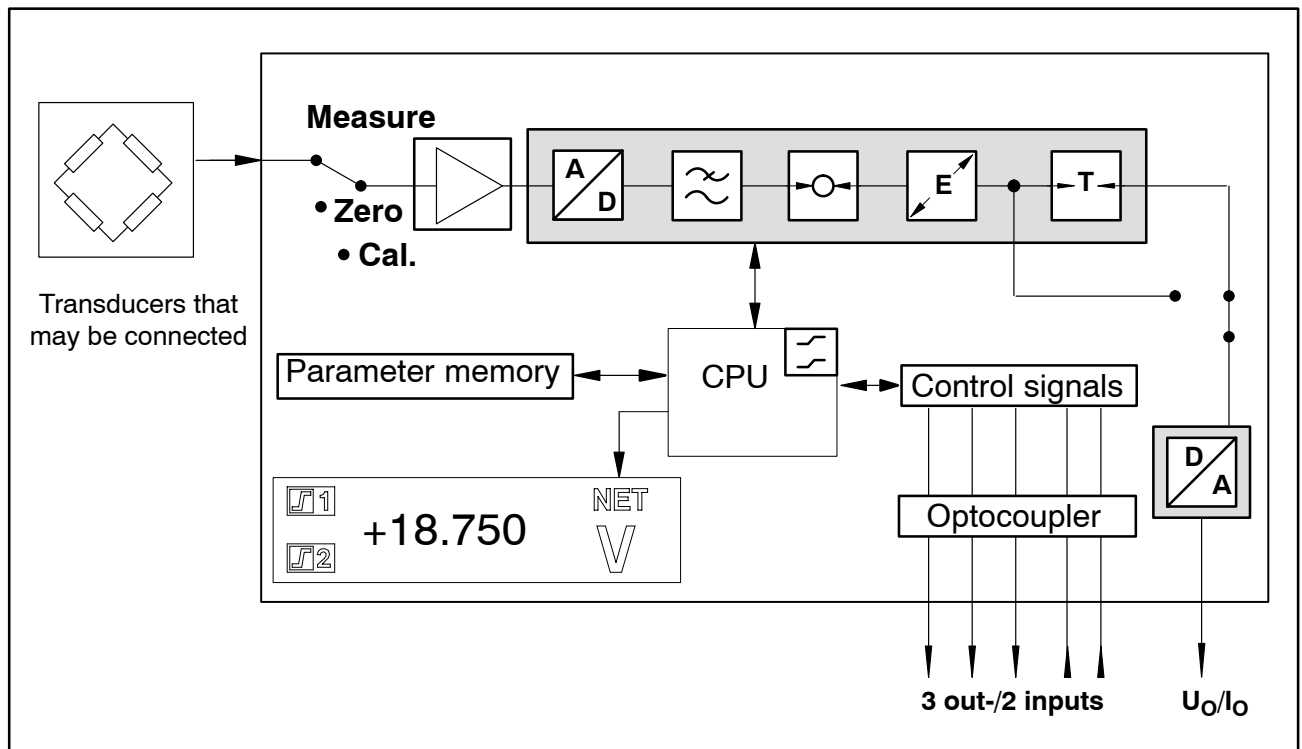 Measure
Zero
Cal.
A
D
E
T
Transducers that
may be connected
Parameter memory
CPU
Control signals
D
A
1
NET
+18.750
V
2
Optocoupler
3 out-/2 inputs
UO/IO